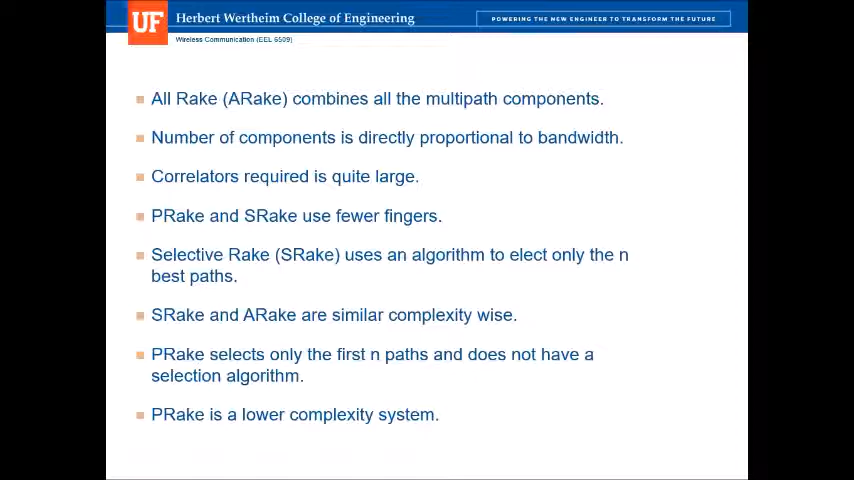 UF
Herbert Wertheim College of Engineering
POWERING THE NEW ENGINEER TO TRANSFORM THE FUTURE
Wireless Communication (EEL 6509)
All Rake (ARake) combines all the multipath components.
Number of components is directly proportional to bandwidth.
Correlators required is quite large.
PRake and SRake use fewer fingers.
Selective Rake (SRake) uses an algorithm to elect only the n
best paths.
SRake and ARake are similar complexity wise.
PRake selects only the first n paths and does not have a
selection algorithm.
PRake is a lower complexity system.